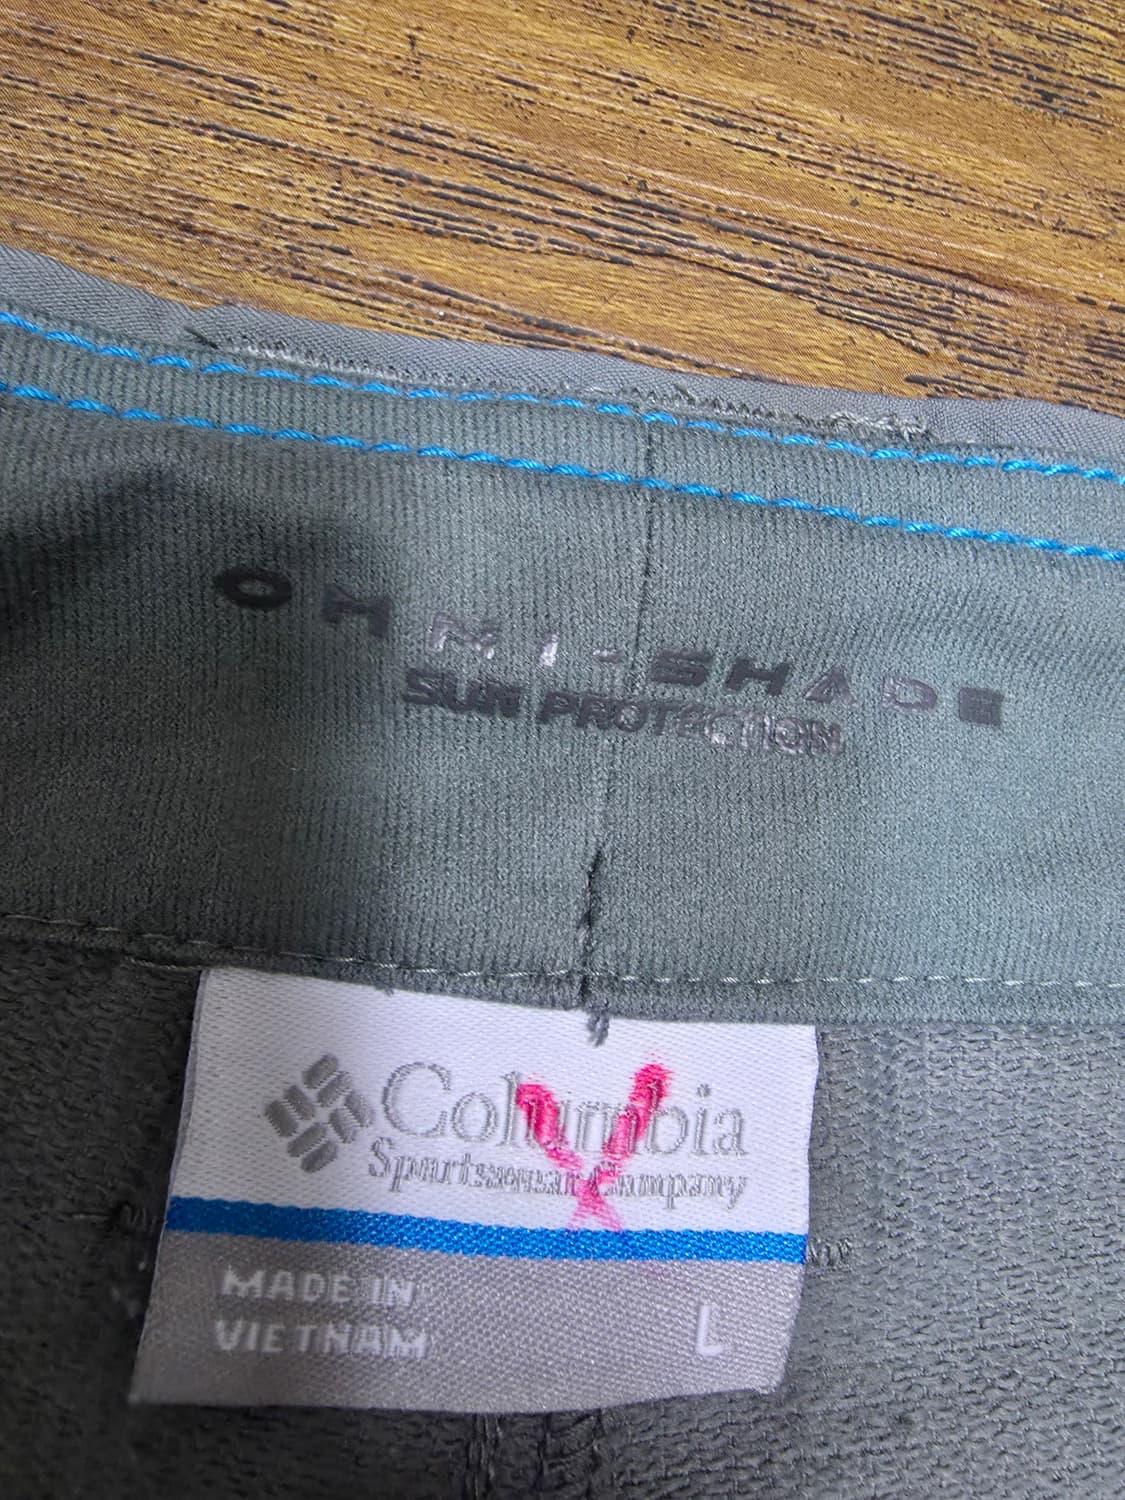 OMNI-SHADE
SUN PROTECTION
Columbia
Sportswear Company
MADE IN
VIETNAM
L